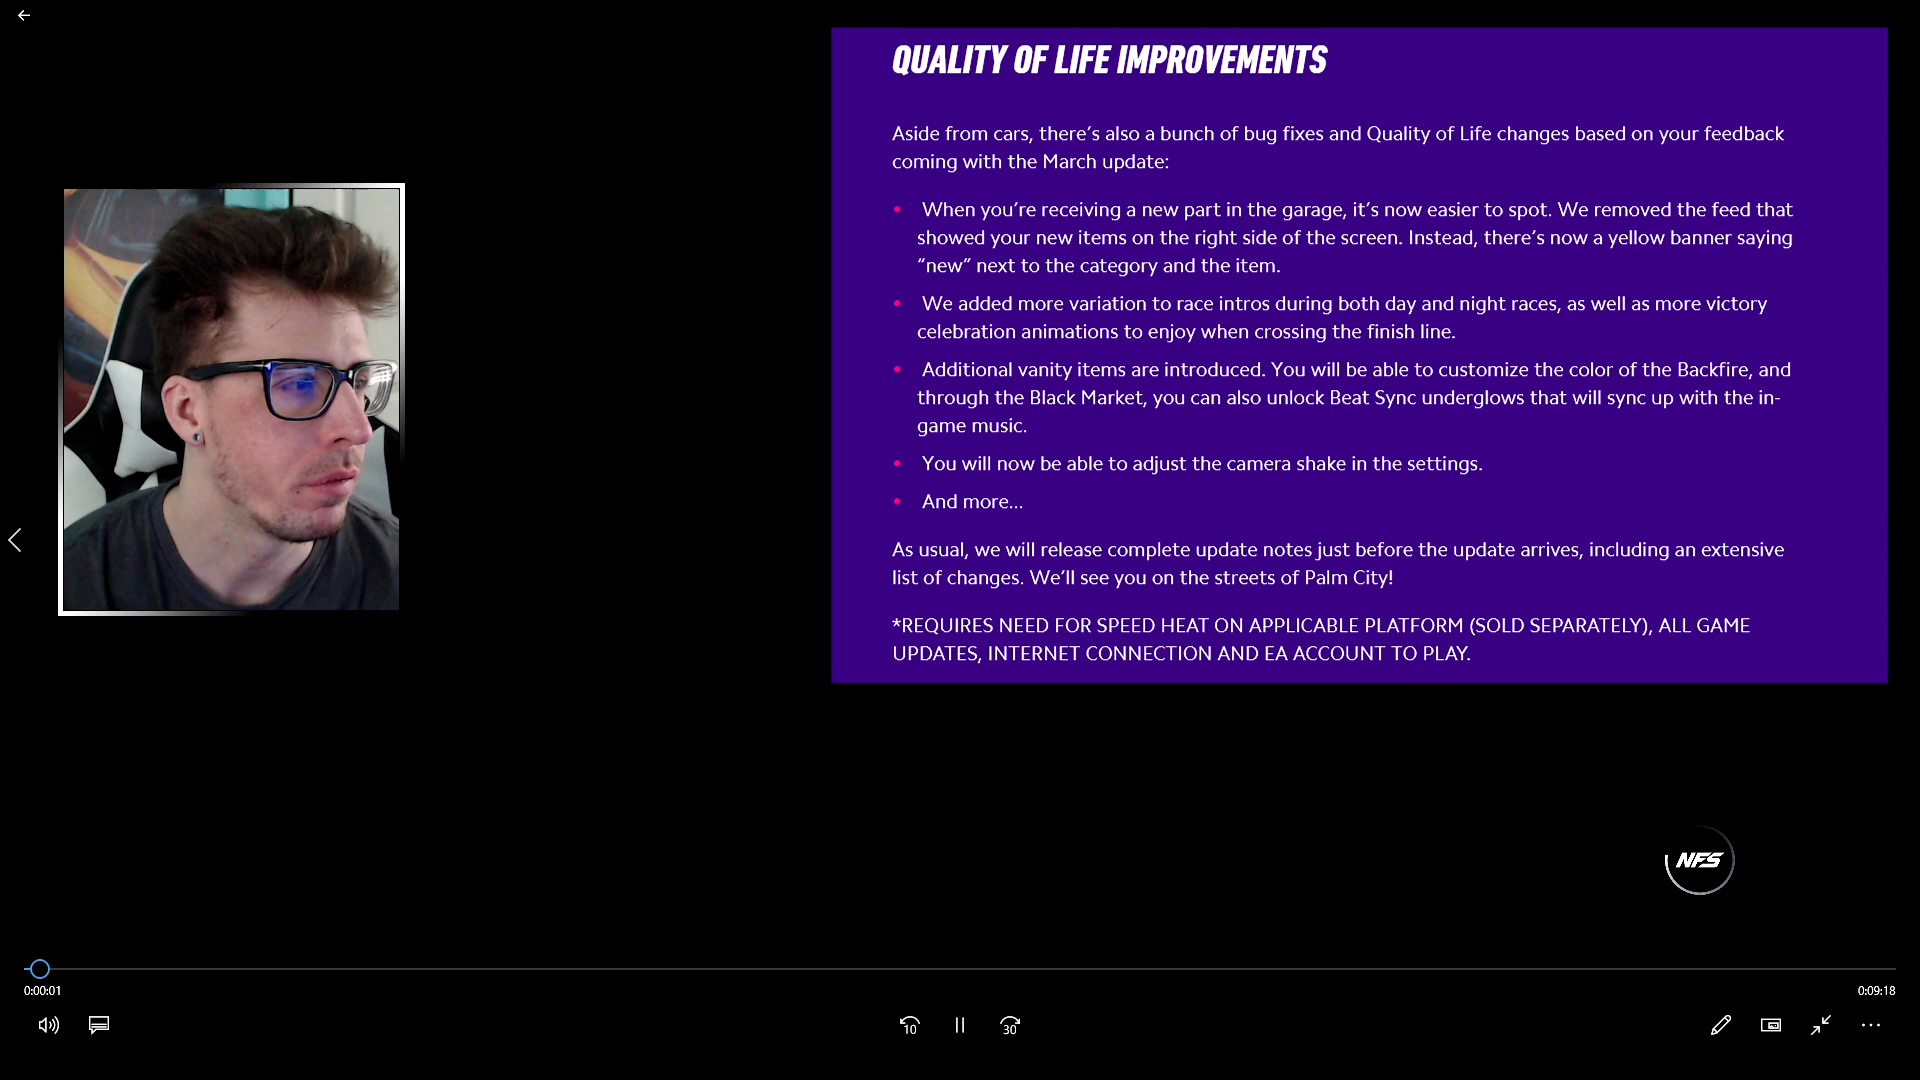 QUALITY OF LIFE IMPROVEMENTS
Aside from cars, there’s also a bunch of bug fixes and Quality of Life changes based on your feedback
coming with the March update:
• When you’re receiving a new part in the garage, it’s now easier to spot. We removed the feed that
showed your new items on the right side of the screen. Instead, there’s now a yellow banner saying
“new” next to the category and the item.
• We added more variation to race intros during both day and night races, as well as more victory
celebration animations to enjoy when crossing the finish line.
• Additional vanity items are introduced. You will be able to customize the color of the Backfire, and
through the Black Market, you can also unlock Beat Sync underglows that will sync up with the in-
game music.
• You will now be able to adjust the camera shake in the settings.
• And more...
As usual, we will release complete update notes just before the update arrives, including an extensive
list of changes. We’ll see you on the streets of Palm City!
*REQUIRES NEED FOR SPEED HEAT ON APPLICABLE PLATFORM (SOLD SEPARATELY), ALL GAME
UPDATES, INTERNET CONNECTION AND EA ACCOUNT TO PLAY.
NFS
0:00:01
0:09:18
10
30